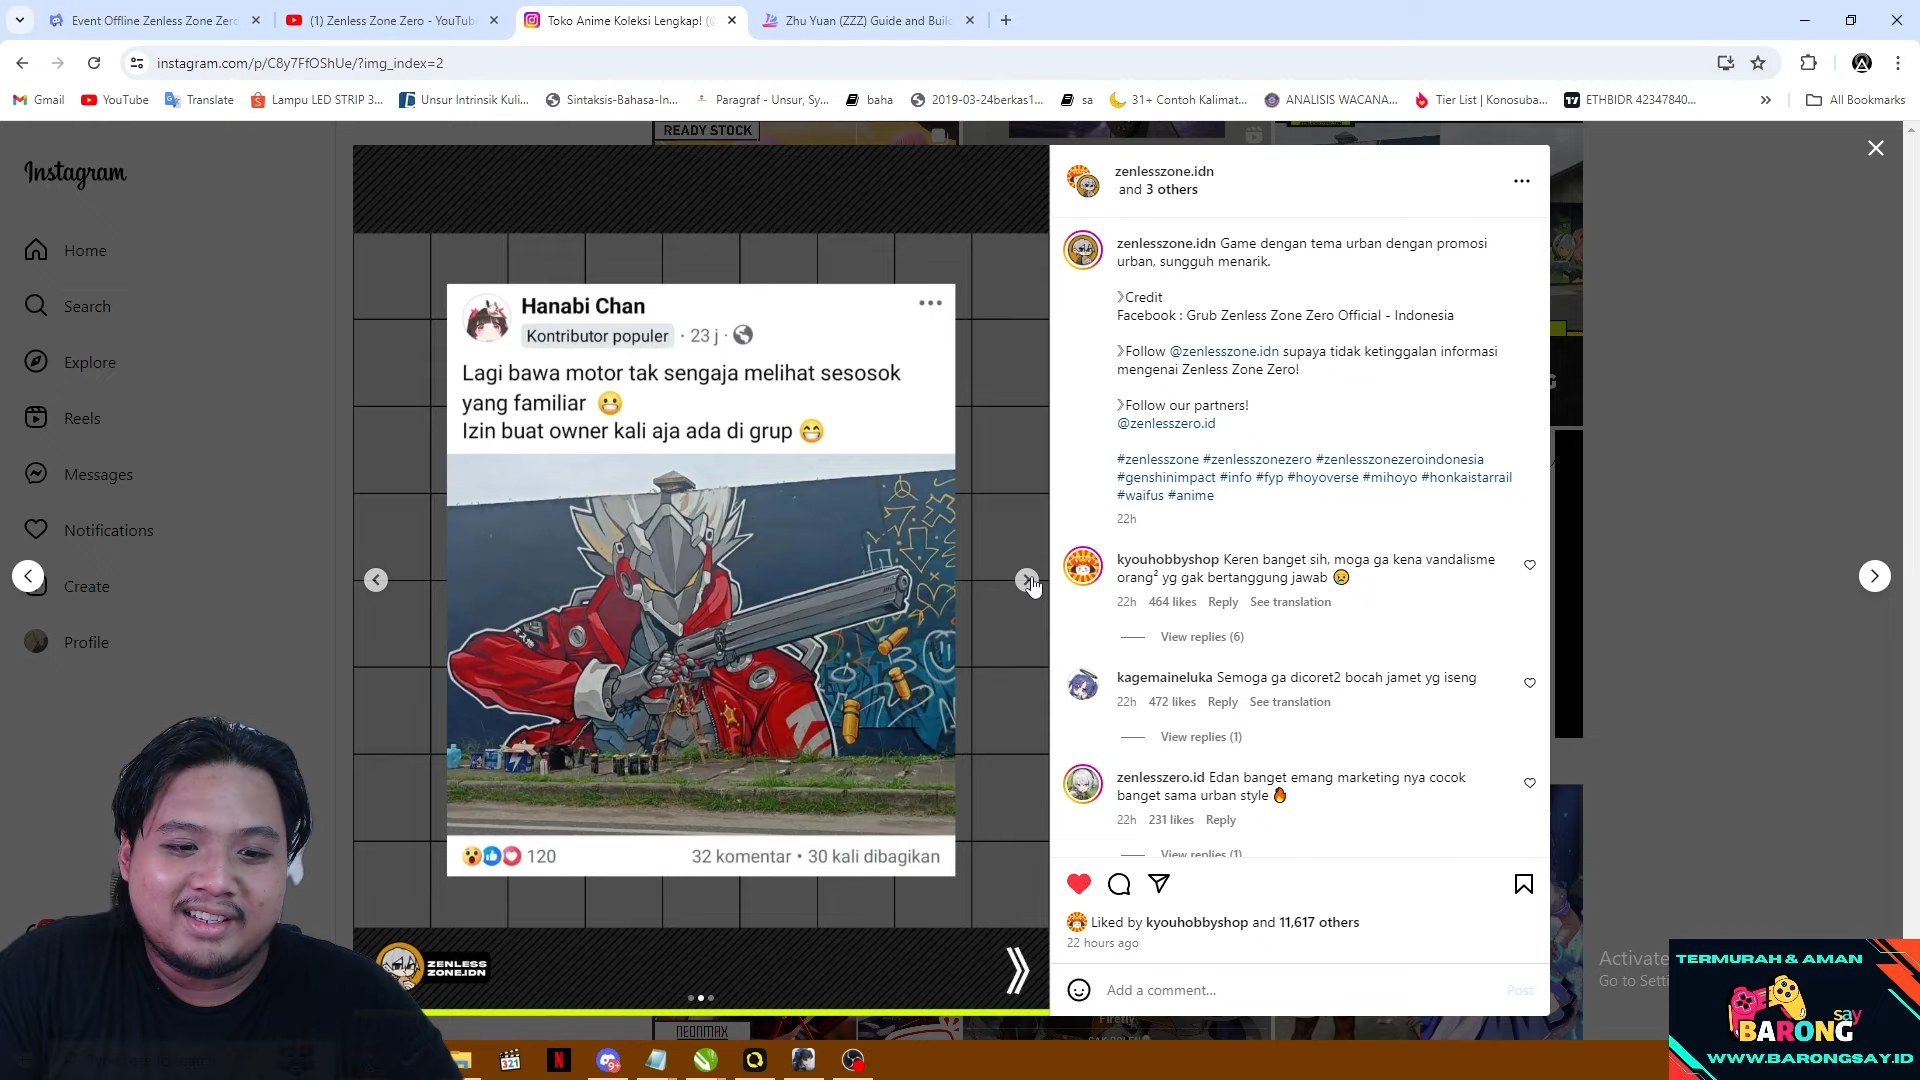 Event Offline Zenless Zone Zero
(1) Zenless Zone Zero - YouTube
Toko Anime Koleksi Lengkap! (@
Zhu Yuan (ZZZ) Guide and Build
instagram.com/p/C8y7FfOShUe/?img_index=2
Gmail
YouTube
Translate
Lampu LED STRIP 3...
Unsur Intrinsik Kuli...
Sintaksis-Bahasa-In...
Paragraf - Unsur, Sy...
baha
2019-03-24berkas1...
sa
31+ Contoh Kalimat...
ANALISIS WACANA...
Tier List | Konosuba...
ETHBIDR 42347840...
All Bookmarks
READY STOCK
Instagram
Home
Search
Explore
Reels
Messages
Notifications
Create
Profile
Hanabi Chan
Kontributor populer · 23 j ·
Lagi bawa motor tak sengaja melihat sesosok
yang familiar 😀
Izin buat owner kali aja ada di grup 😁
120
32 komentar • 30 kali dibagikan
ZENLESS
ZONE.IDN
zenlesszone.idn
and 3 others
zenlesszone.idn Game dengan tema urban dengan promosi
urban, sungguh menarik.
》Credit
Facebook : Grub Zenless Zone Zero Official - Indonesia
》Follow @zenlesszone.idn supaya tidak ketinggalan informasi
mengenai Zenless Zone Zero!
》Follow our partners!
@zenlesszero.id
#zenlesszone #zenlesszonezero #zenlesszonezeroindonesia
#genshinimpact #info #fyp #hoyoverse #mihoyo #honkaistarrail
#waifus #anime
22h
kyouhobbyshop Keren banget sih, moga ga kena vandalisme
orang² yg gak bertanggung jawab 😢
22h 464 likes Reply See translation
View replies (6)
kagemaineluka Semoga ga dicoret2 bocah jamet yg iseng
22h 472 likes Reply See translation
View replies (1)
zenlesszero.id Edan banget emang marketing nya cocok
banget sama urban style 🔥
22h 231 likes Reply
View replies (1)
Liked by kyouhobbyshop and 11,617 others
22 hours ago
Add a comment...
Post
NEONMAX
Firefly
Activate
Go to Setti
TERMURAH & AMAN
BARONG
say
WWW.BARONGSAY.ID
321
9+